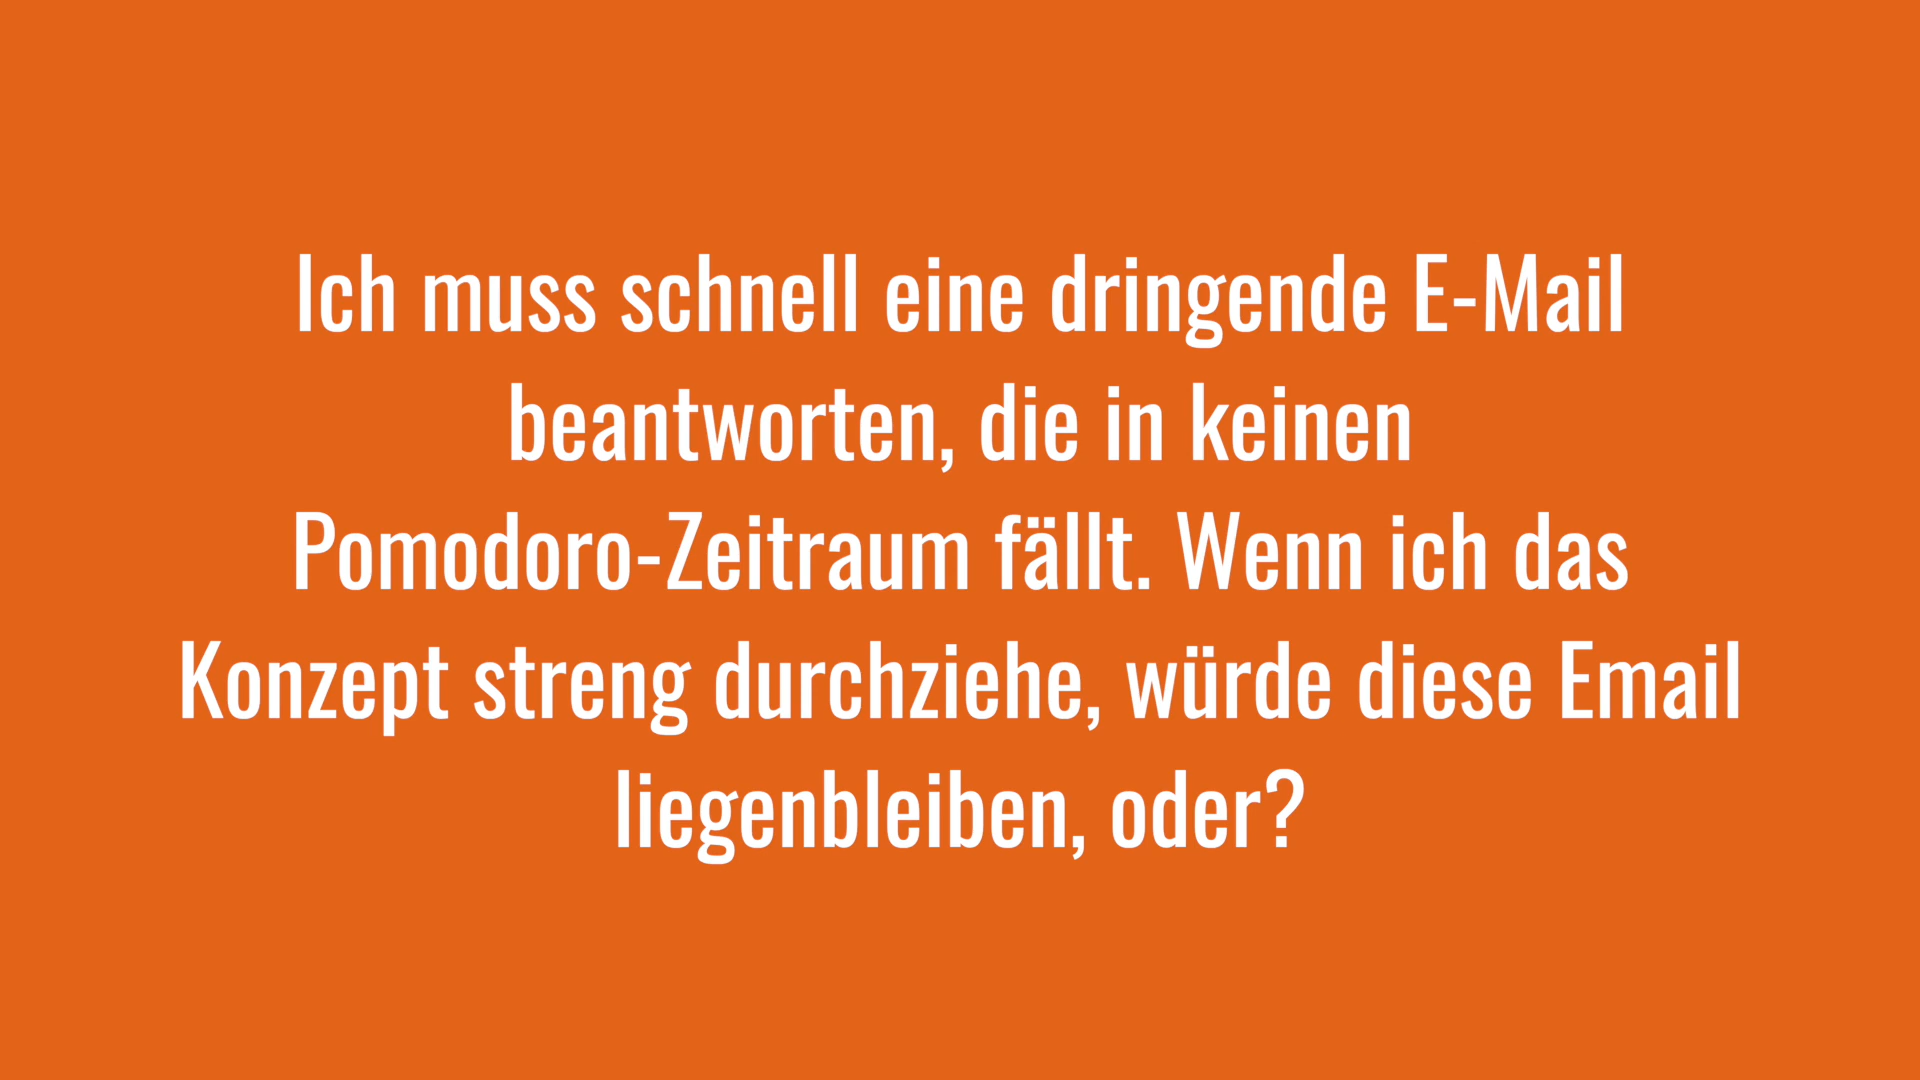 Ich muss schnell eine dringende E-Mail
beantworten, die in keinen
Pomodoro-Zeitraum fällt. Wenn ich das
Konzept streng durchziehe, würde diese Email
liegenbleiben, oder?